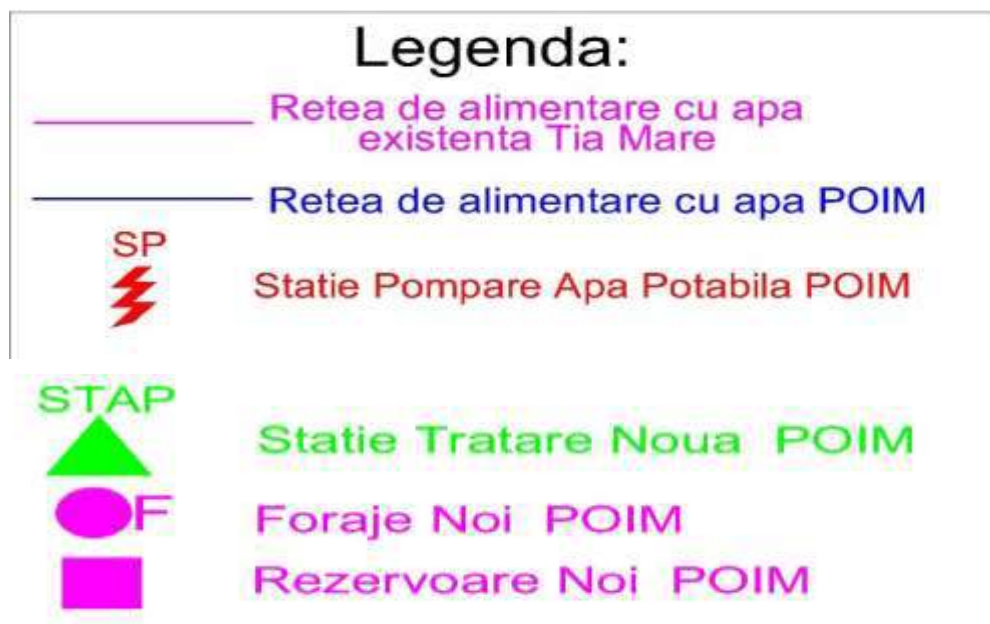 Legenda:
Retea de alimentare cu apa
existenta Tia Mare
Retea de alimentare cu apa POIM
SP
Statie Pompare Apa Potabila POIM
STAP
Statie Tratare Noua POIM
F
Foraje Noi POIM
Rezervoare Noi POIM